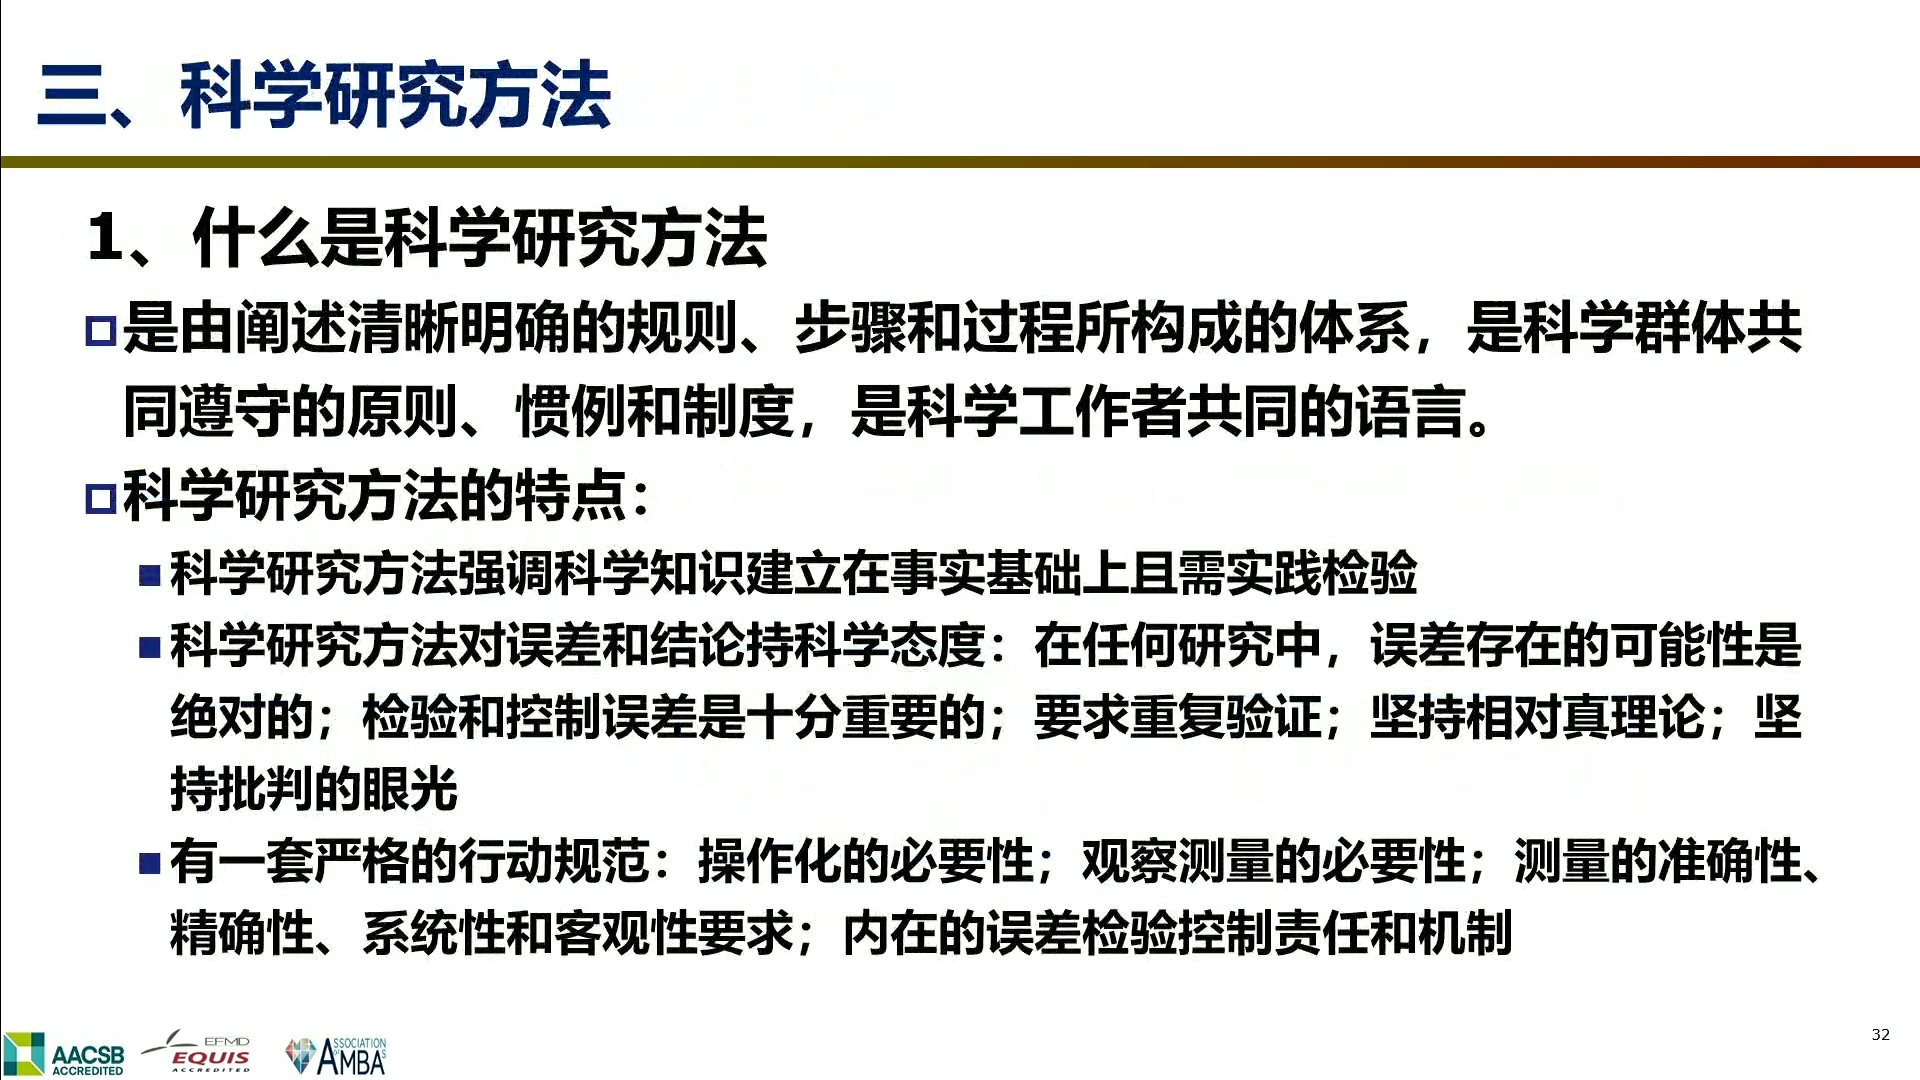 三、科学研究方法
1、什么是科学研究方法
是由阐述清晰明确的规则、步骤和过程所构成的体系，是科学群体共
同遵守的原则、惯例和制度，是科学工作者共同的语言。
科学研究方法的特点：
科学研究方法强调科学知识建立在事实基础上且需实践检验
科学研究方法对误差和结论持科学态度：在任何研究中，误差存在的可能性是
绝对的；检验和控制误差是十分重要的；要求重复验证；坚持相对真理论；坚
持批判的眼光
有一套严格的行动规范：操作化的必要性；观察测量的必要性；测量的准确性、
精确性、系统性和客观性要求；内在的误差检验控制责任和机制
AACSB
ACCREDITED
EFMD
EQUIS
ACCREDITED
ASSOCIATION
OF
AMBAs
32